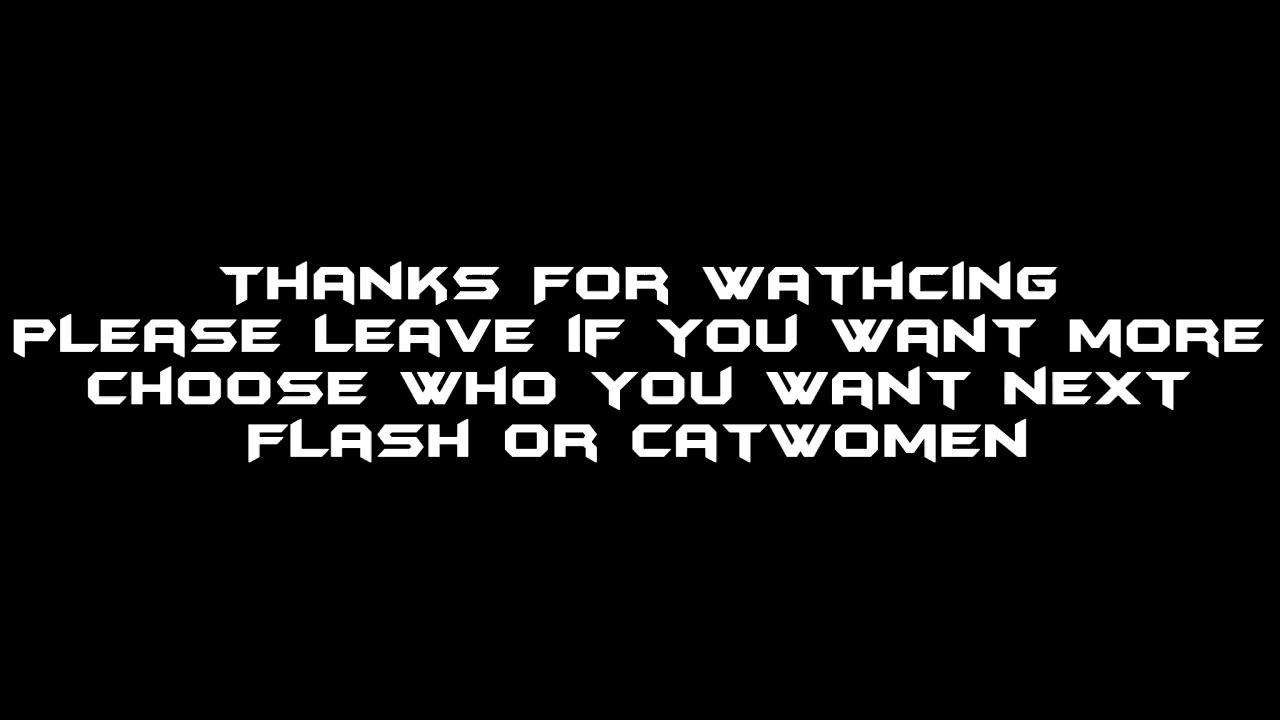 THANKS FOR WATHCING
PLEASE LEAVE IF YOU WANT MORE
CHOOSE WHO YOU WANT NEXT
FLASH OR CATWOMEN